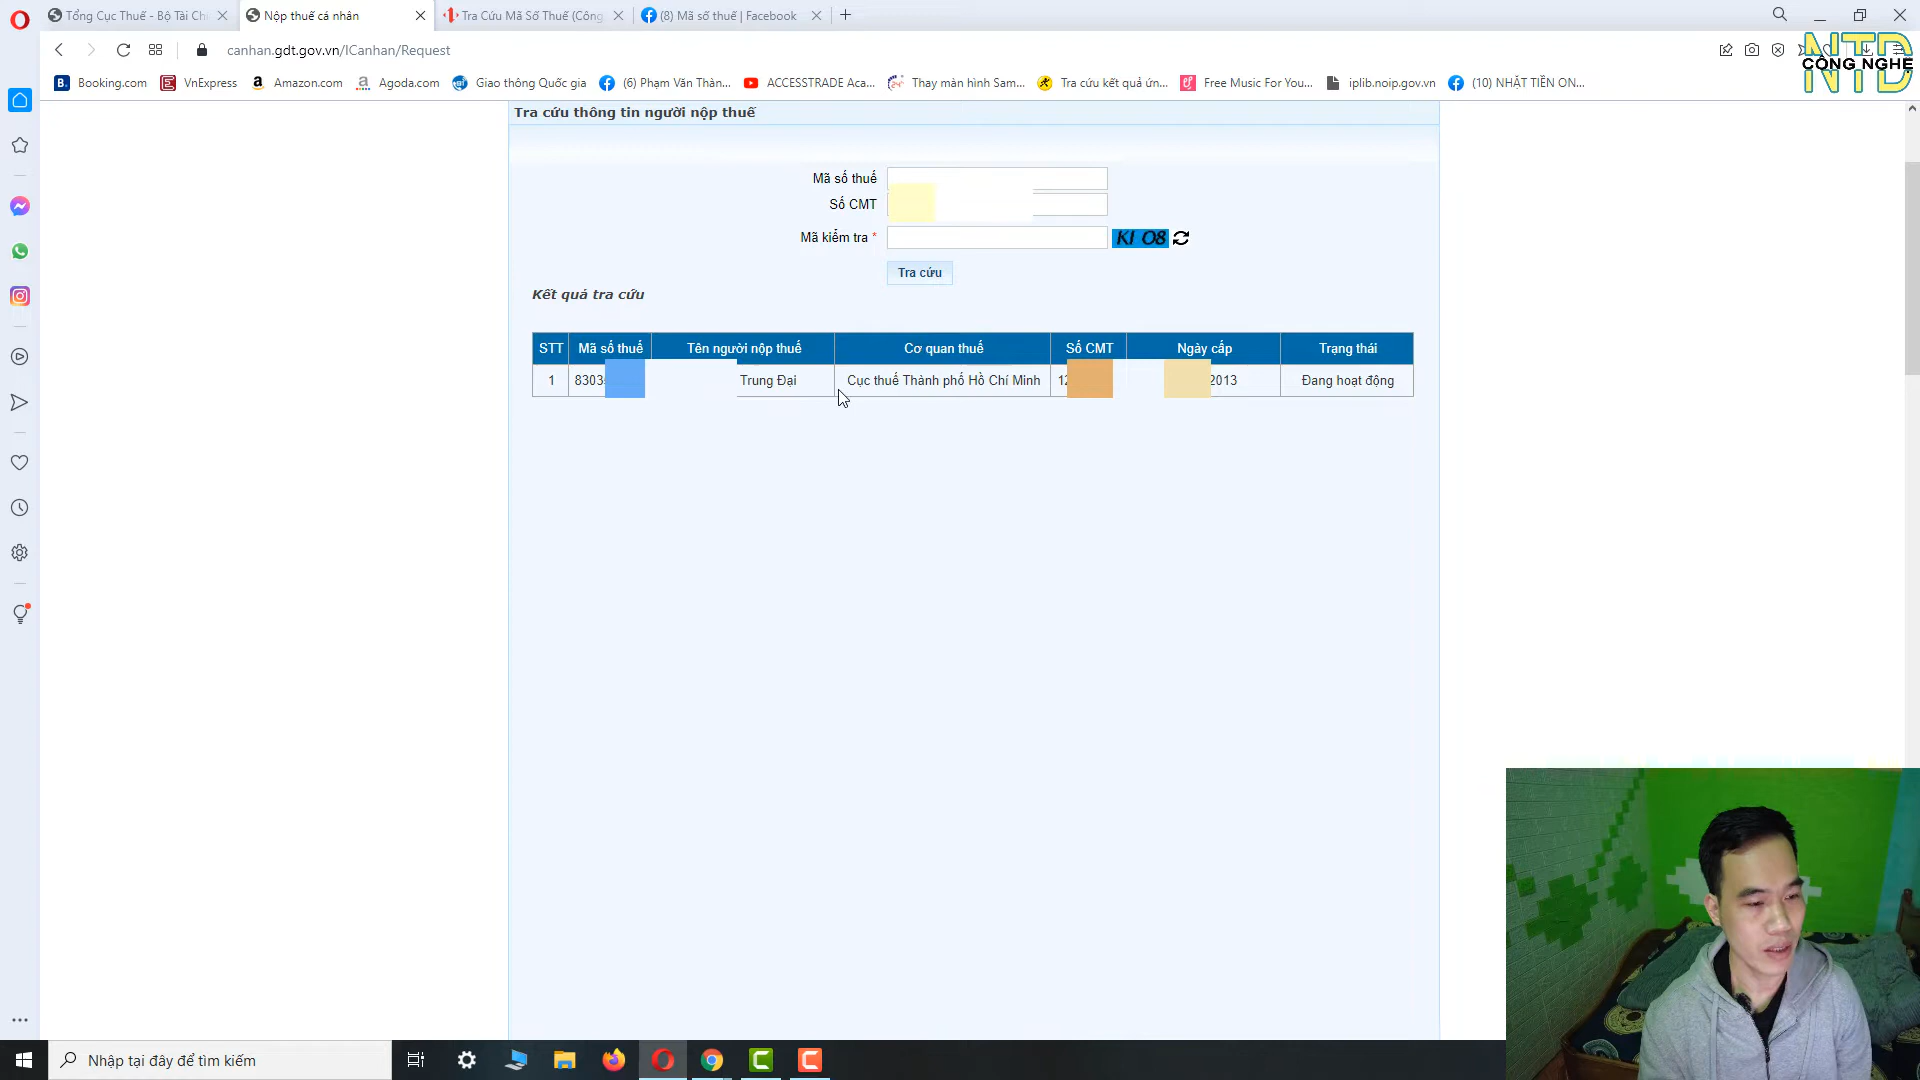 Tổng Cục Thuế - Bộ Tài Chí
Nộp thuế cá nhân
Tra Cứu Mã Số Thuế (Công
(8) Mã số thuế | Facebook
canhan.gdt.gov.vn/ICanhan/Request
NTD
CÔNG NGHỆ
Booking.com
VnExpress
Amazon.com
Agoda.com
Giao thông Quốc gia
(6) Phạm Văn Thàn...
ACCESSTRADE Aca...
Thay màn hình Sam...
Tra cứu kết quả ứn...
Free Music For You...
iplib.noip.gov.vn
(10) NHẬT TIỀN ON...
Tra cứu thông tin người nộp thuế
Mã số thuế
Số CMT
Mã kiểm tra *
KI O8
Tra cứu
Kết quả tra cứu
STT Mã số thuế Tên người nộp thuế Cơ quan thuế Số CMT Ngày cấp Trạng thái
1 Trung Đại Cục thuế Thành phố Hồ Chí Minh 2013 Đang hoạt động
Nhập tại đây để tìm kiếm